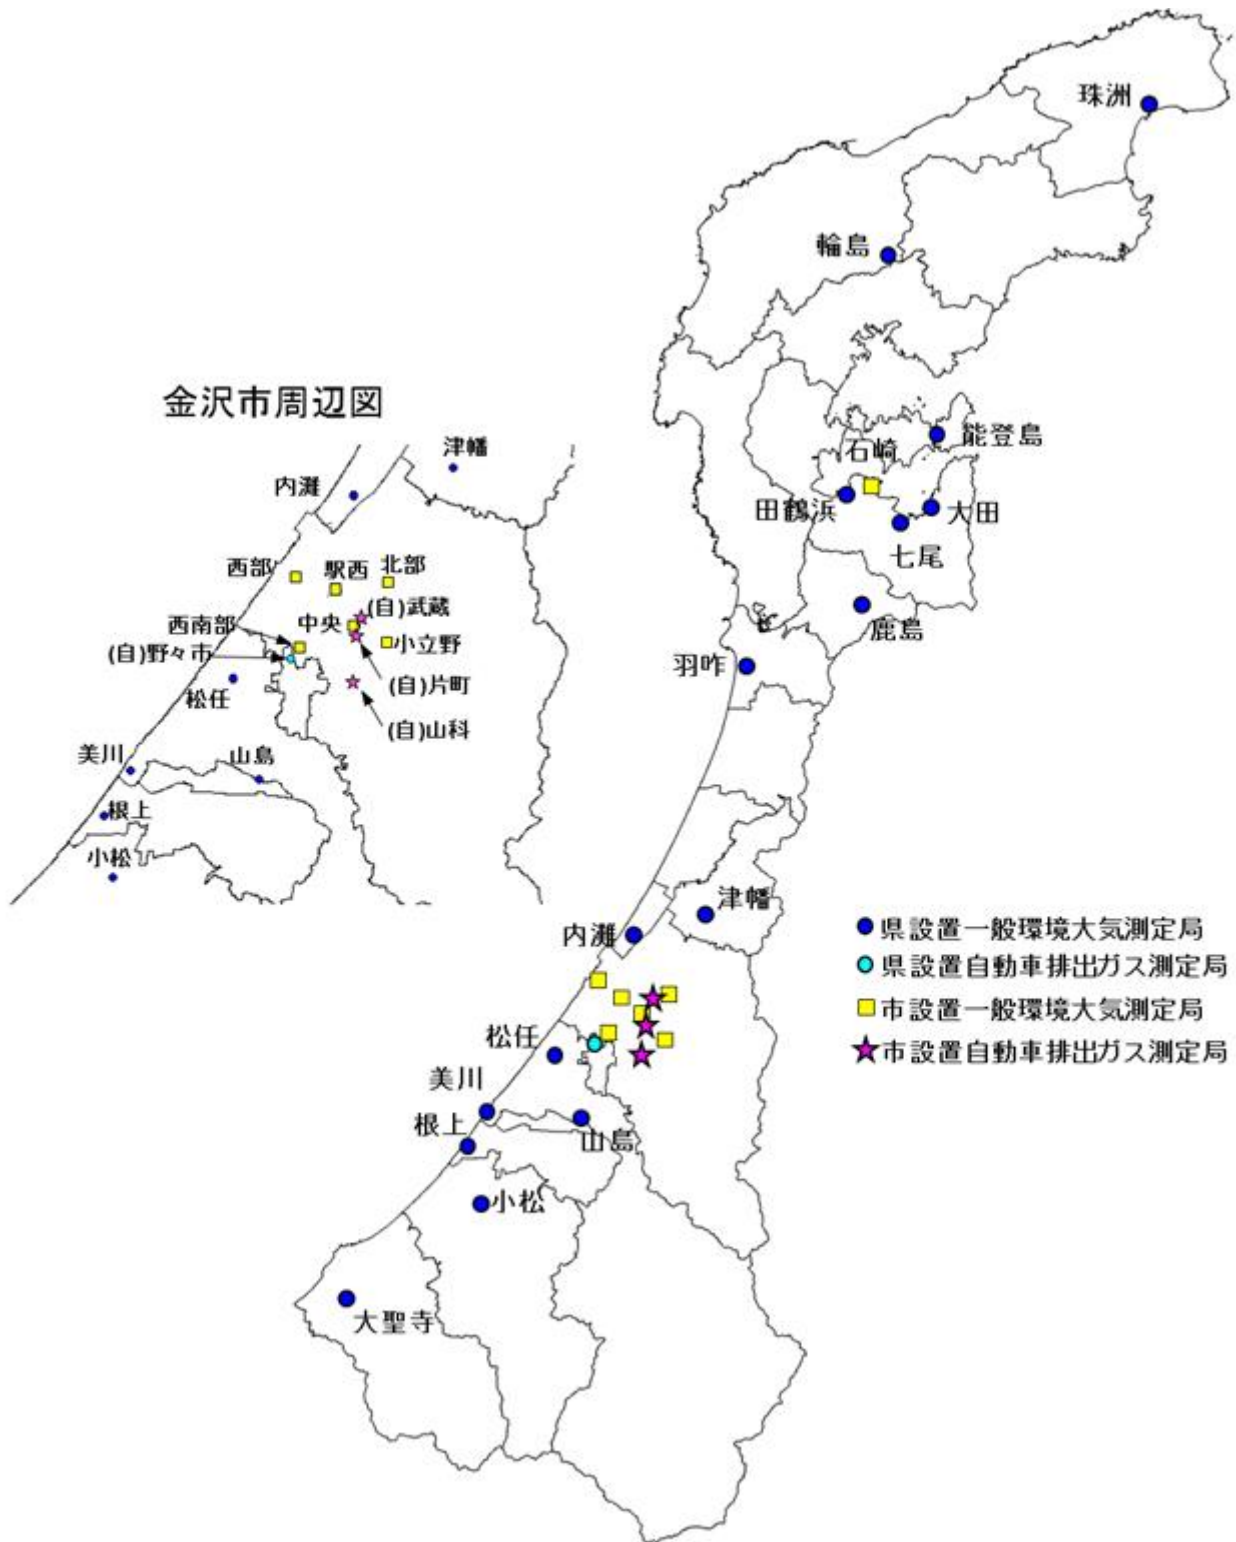 珠洲
輪島
金沢市周辺図
能登島
石崎
田鶴浜
大田
七尾
鹿島
羽咋
津幡
内灘
西部
駅西
北部
(自)武蔵
中央
西南部
小立野
(自)野々市
(自)片町
松任
(自)山科
美川
山島
根上
小松
津幡
内灘
松任
美川
根上
山島
小松
大聖寺
県設置一般環境大気測定局
県設置自動車排出ガス測定局
市設置一般環境大気測定局
市設置自動車排出ガス測定局